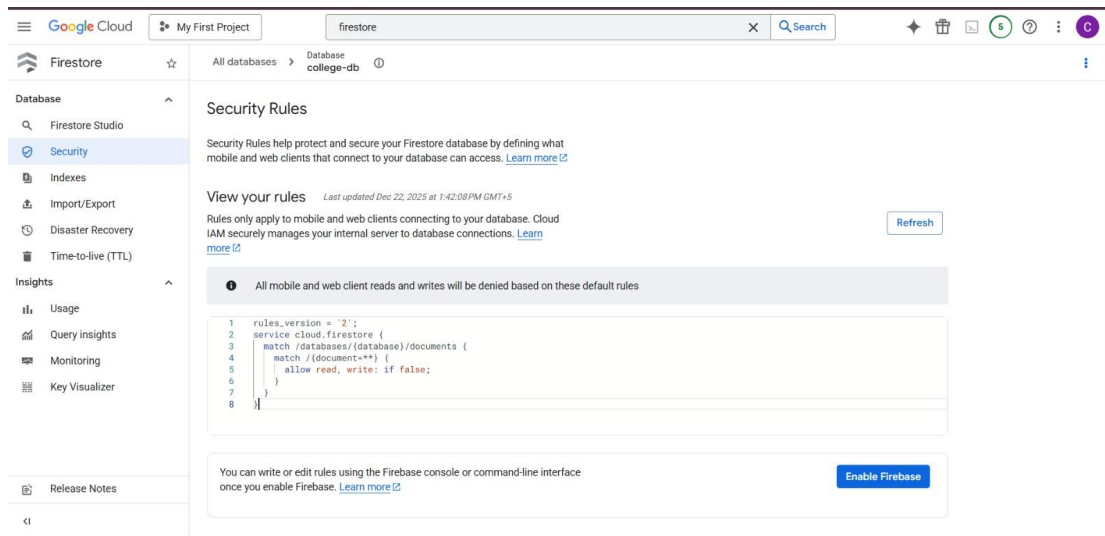 Google Cloud
My First Project
firestore
Search
5
C
Firestore
All databases
Database
college-db
Database
Firestore Studio
Security
Indexes
Import/Export
Disaster Recovery
Time-to-live (TTL)
Insights
Usage
Query insights
Monitoring
Key Visualizer
Release Notes
Security Rules
Security Rules help protect and secure your Firestore database by defining what
mobile and web clients that connect to your database can access. Learn more
View your rules Last updated Dec 22, 2025 at 1:42:08 PM GMT+5
Rules only apply to mobile and web clients connecting to your database. Cloud
IAM securely manages your internal server to database connections. Learn
more
Refresh
All mobile and web client reads and writes will be denied based on these default rules
1 rules_version = '2';
2 service cloud.firestore {
3 match /databases/{database}/documents {
4 match /{document=**} {
5 allow read, write: if false;
6 }
7 }
8 }
You can write or edit rules using the Firebase console or command-line interface
once you enable Firebase. Learn more
Enable Firebase